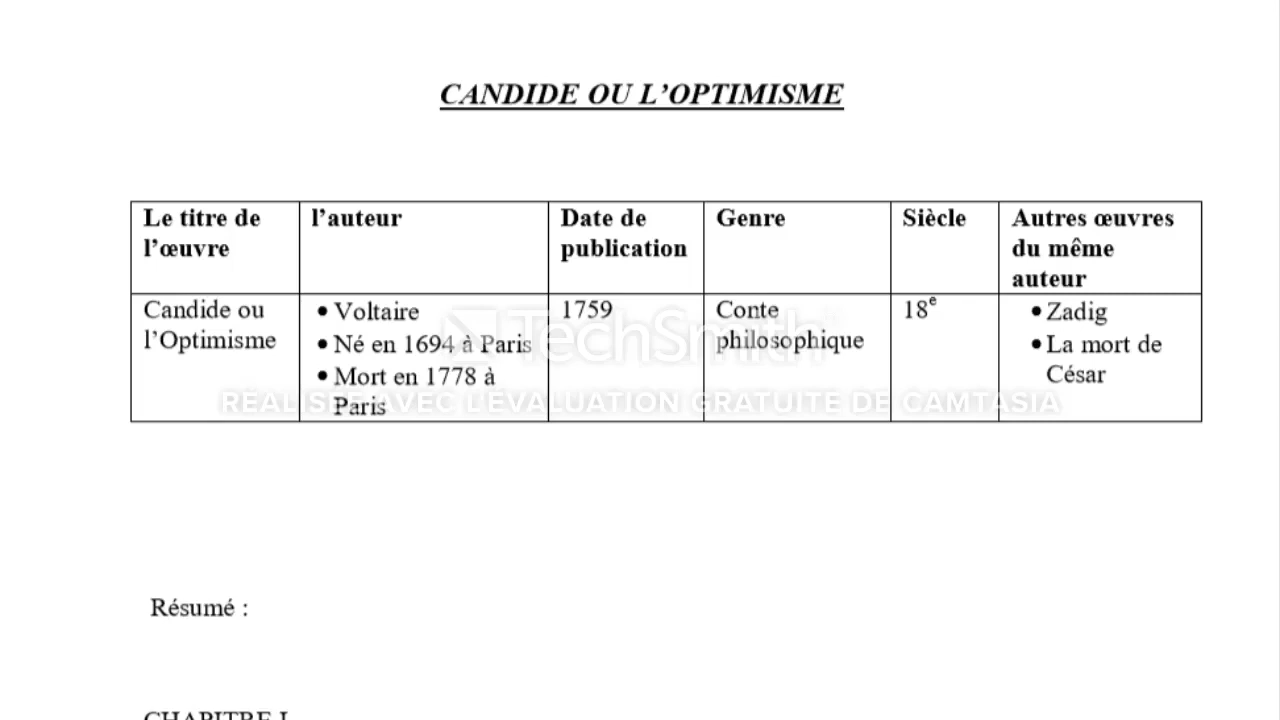 CANDIDE OU L'OPTIMISME
Le titre de
l'œuvre
l'auteur
Date de
publication
Genre
Siècle
Autres œuvres
du même
auteur
Candide ou
l'Optimisme
• Voltaire
• Né en 1694 à Paris
• Mort en 1778 à
Paris
1759
Conte
philosophique
18e
• Zadig
• La mort de
César
TechSmith
RÉALISÉE AVEC L'ÉVALUATION GRATUITE DE CAMTASIA
Résumé :
CHAPITRE I